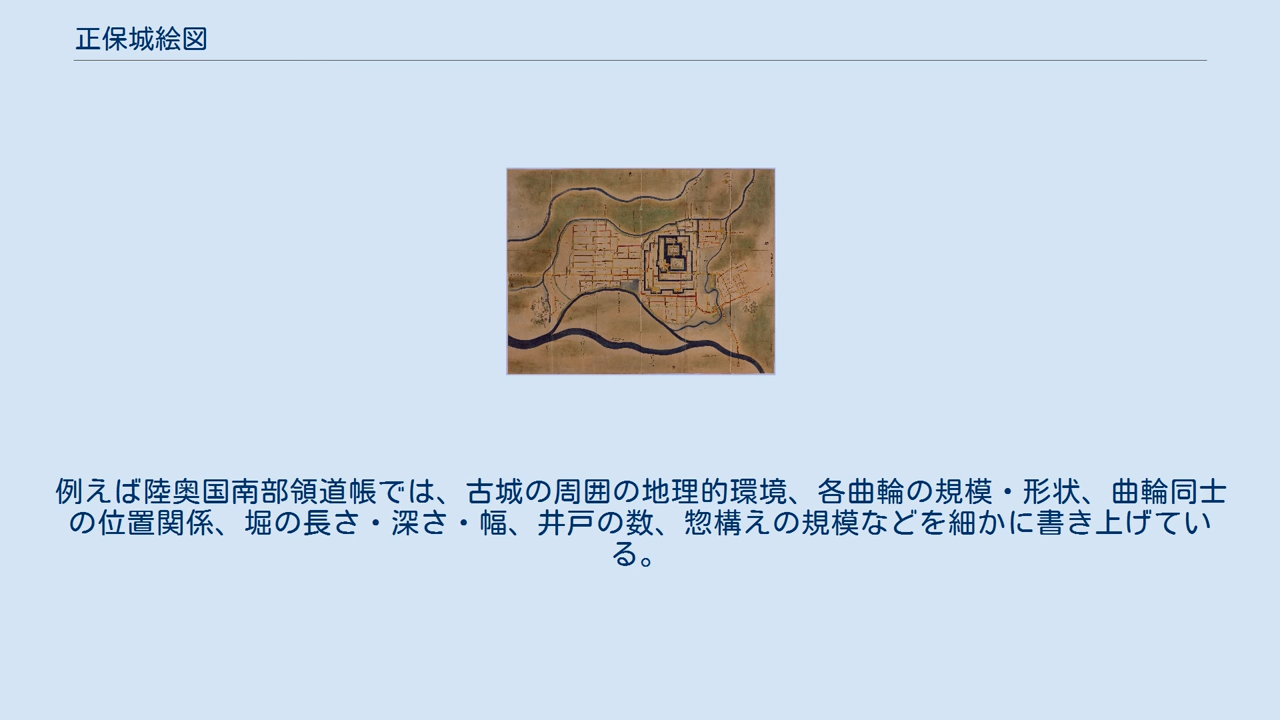 正保城絵図
例えば陸奥国南部領道帳では、古城の周囲の地理的環境、各曲輪の規模・形状、曲輪同士
の位置関係、堀の長さ・深さ・幅、井戸の数、惣構えの規模などを細かに書き上げてい
る。